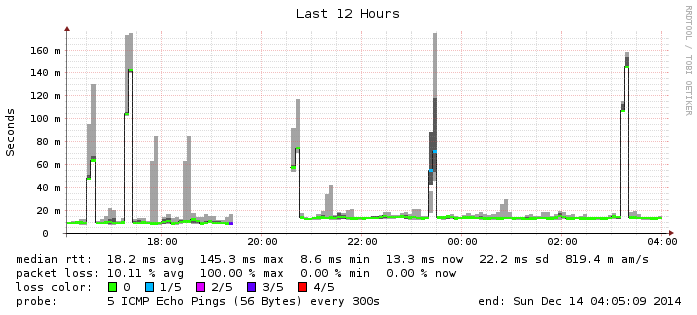 Last 12 Hours
RRDTOOL / TOBI OETIKER
Seconds
160 m
140 m
120 m
100 m
80 m
60 m
40 m
20 m
0
18:00 20:00 22:00 00:00 02:00 04:00
median rtt: 18.2 ms avg 145.3 ms max 8.6 ms min 13.3 ms now 22.2 ms sd 819.4 m am/s
packet loss: 10.11 % avg 100.00 % max 0.00 % min 0.00 % now
loss color: 0 1/5 2/5 3/5 4/5
probe: 5 ICMP Echo Pings (56 Bytes) every 300s end: Sun Dec 14 04:05:09 2014